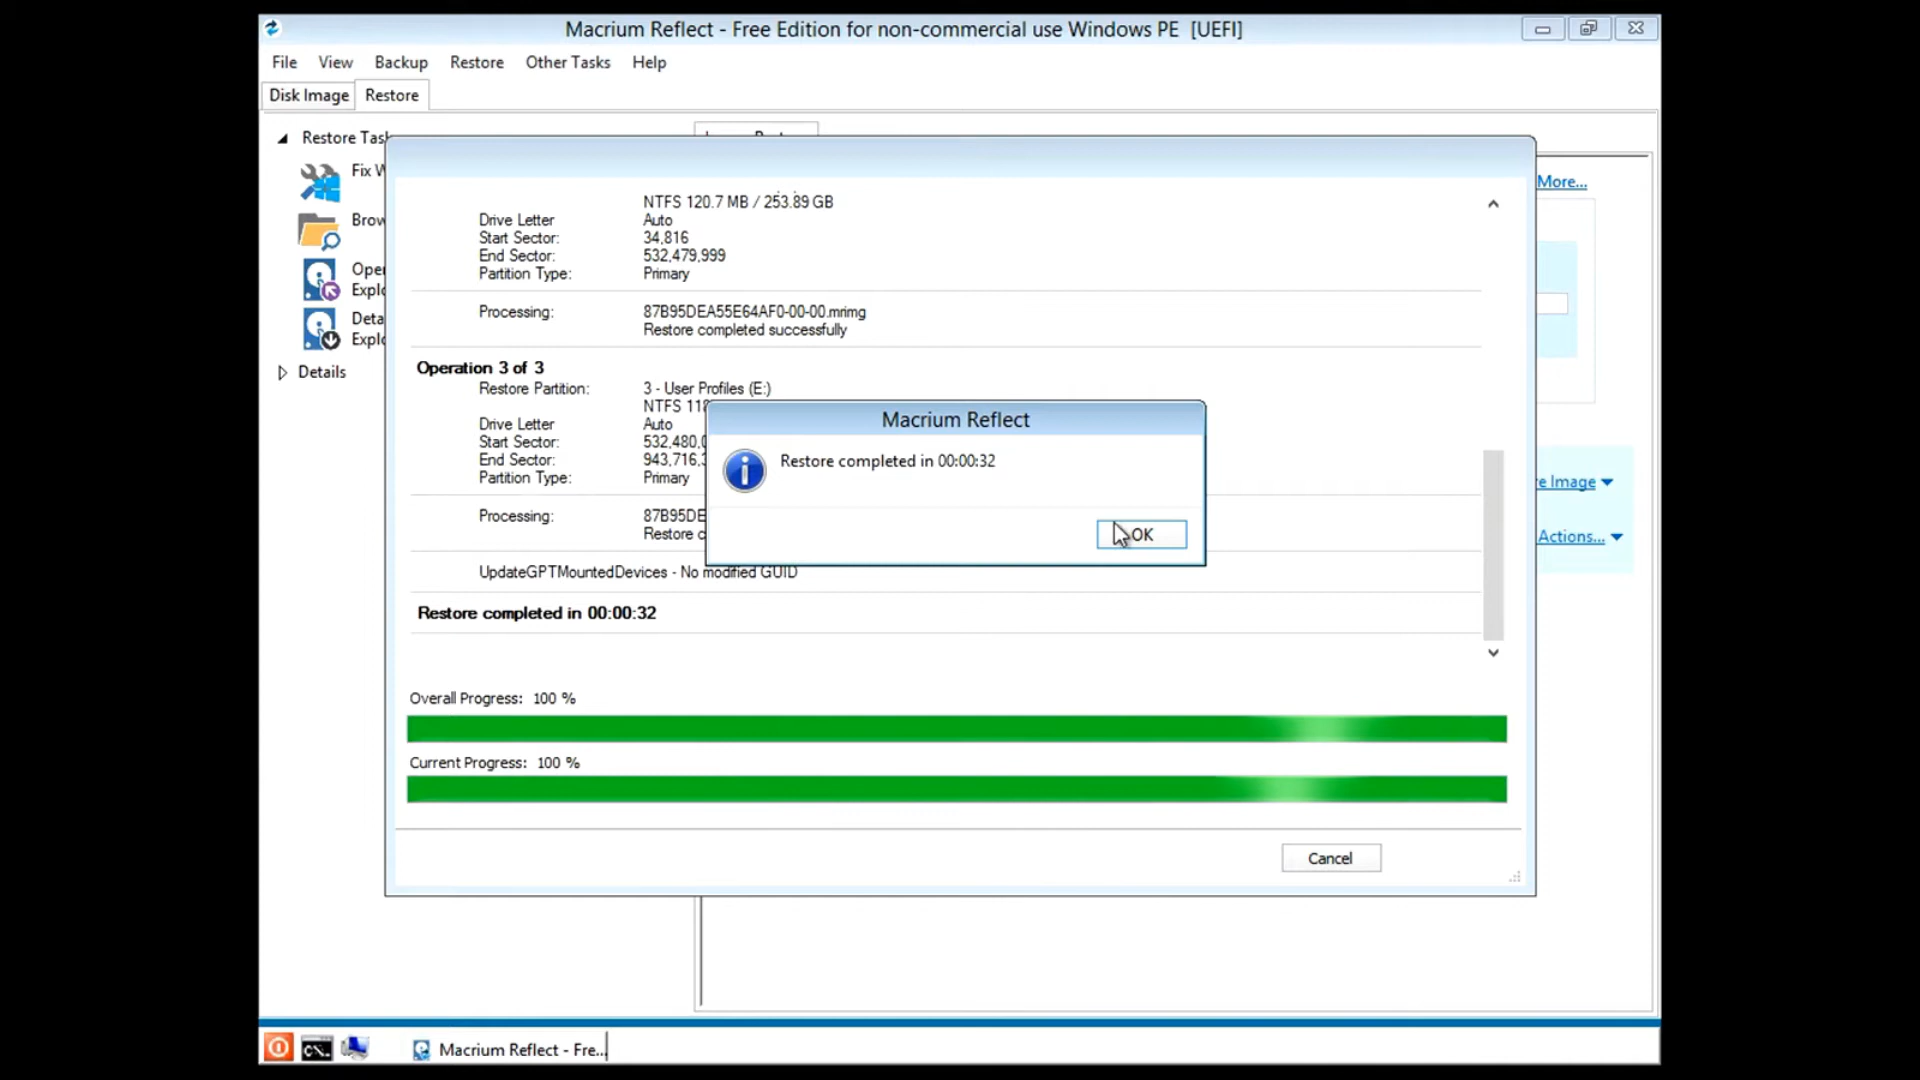 Macrium Reflect - Free Edition for non-commercial use Windows PE [UEFI]
File View Backup Restore Other Tasks Help
Disk Image Restore
Restore Task
Fix W
Brow
Oper
Explo
Deta
Explo
Details
More...
NTFS 120.7 MB / 253.89 GB
Drive Letter Auto
Start Sector: 34,816
End Sector: 532,479,999
Partition Type: Primary
Processing: 87B95DEA55E64AF0-00-00.mrimg
Restore completed successfully
Operation 3 of 3
Restore Partition: 3 - User Profiles (E:)
NTFS 118
Drive Letter Auto
Start Sector: 532,480,0
End Sector: 943,716,3
Partition Type: Primary
Processing: 87B95DE
Restore c
UpdateGPTMountedDevices - No modified GUID
Restore completed in 00:00:32
Macrium Reflect
Restore completed in 00:00:32
OK
e Image
Actions...
Overall Progress: 100 %
Current Progress: 100 %
Cancel
Macrium Reflect - Fre...